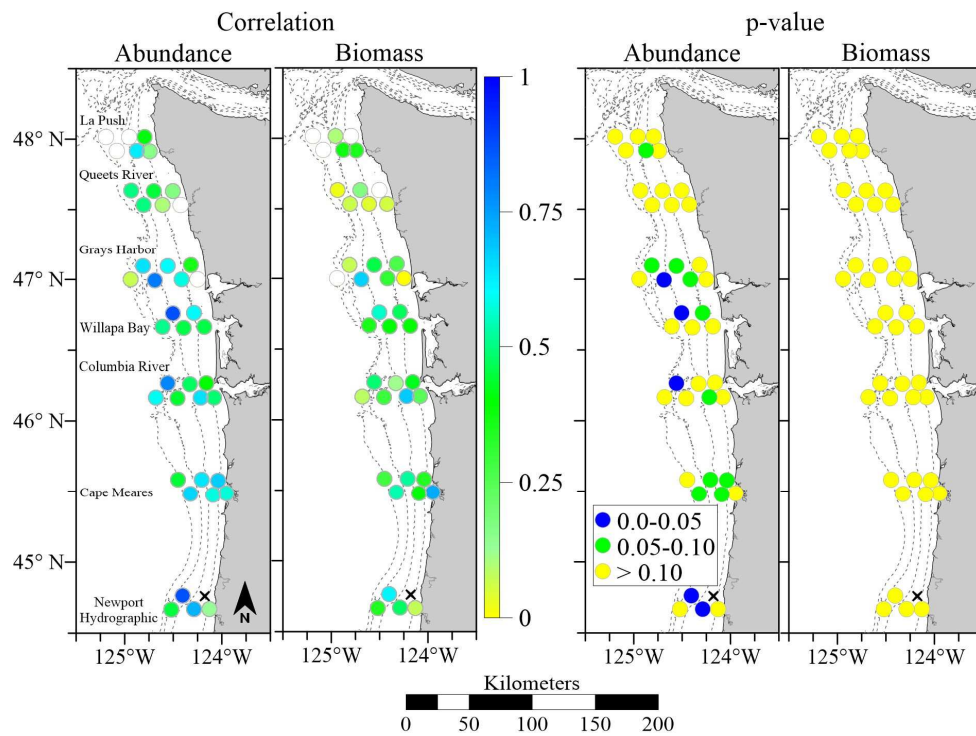 Correlation
p-value
Abundance
Biomass
Abundance
Biomass
La Push
Queets River
Grays Harbor
Willapa Bay
Columbia River
Cape Meares
Newport
Hydrographic
48° N
47° N
46° N
45° N
N
1
0.75
0.5
0.25
0
0.0-0.05
0.05-0.10
> 0.10
125°W 124°W
125°W 124°W
125°W 124°W
125°W 124°W
Kilometers
0 25 50 100 150 200